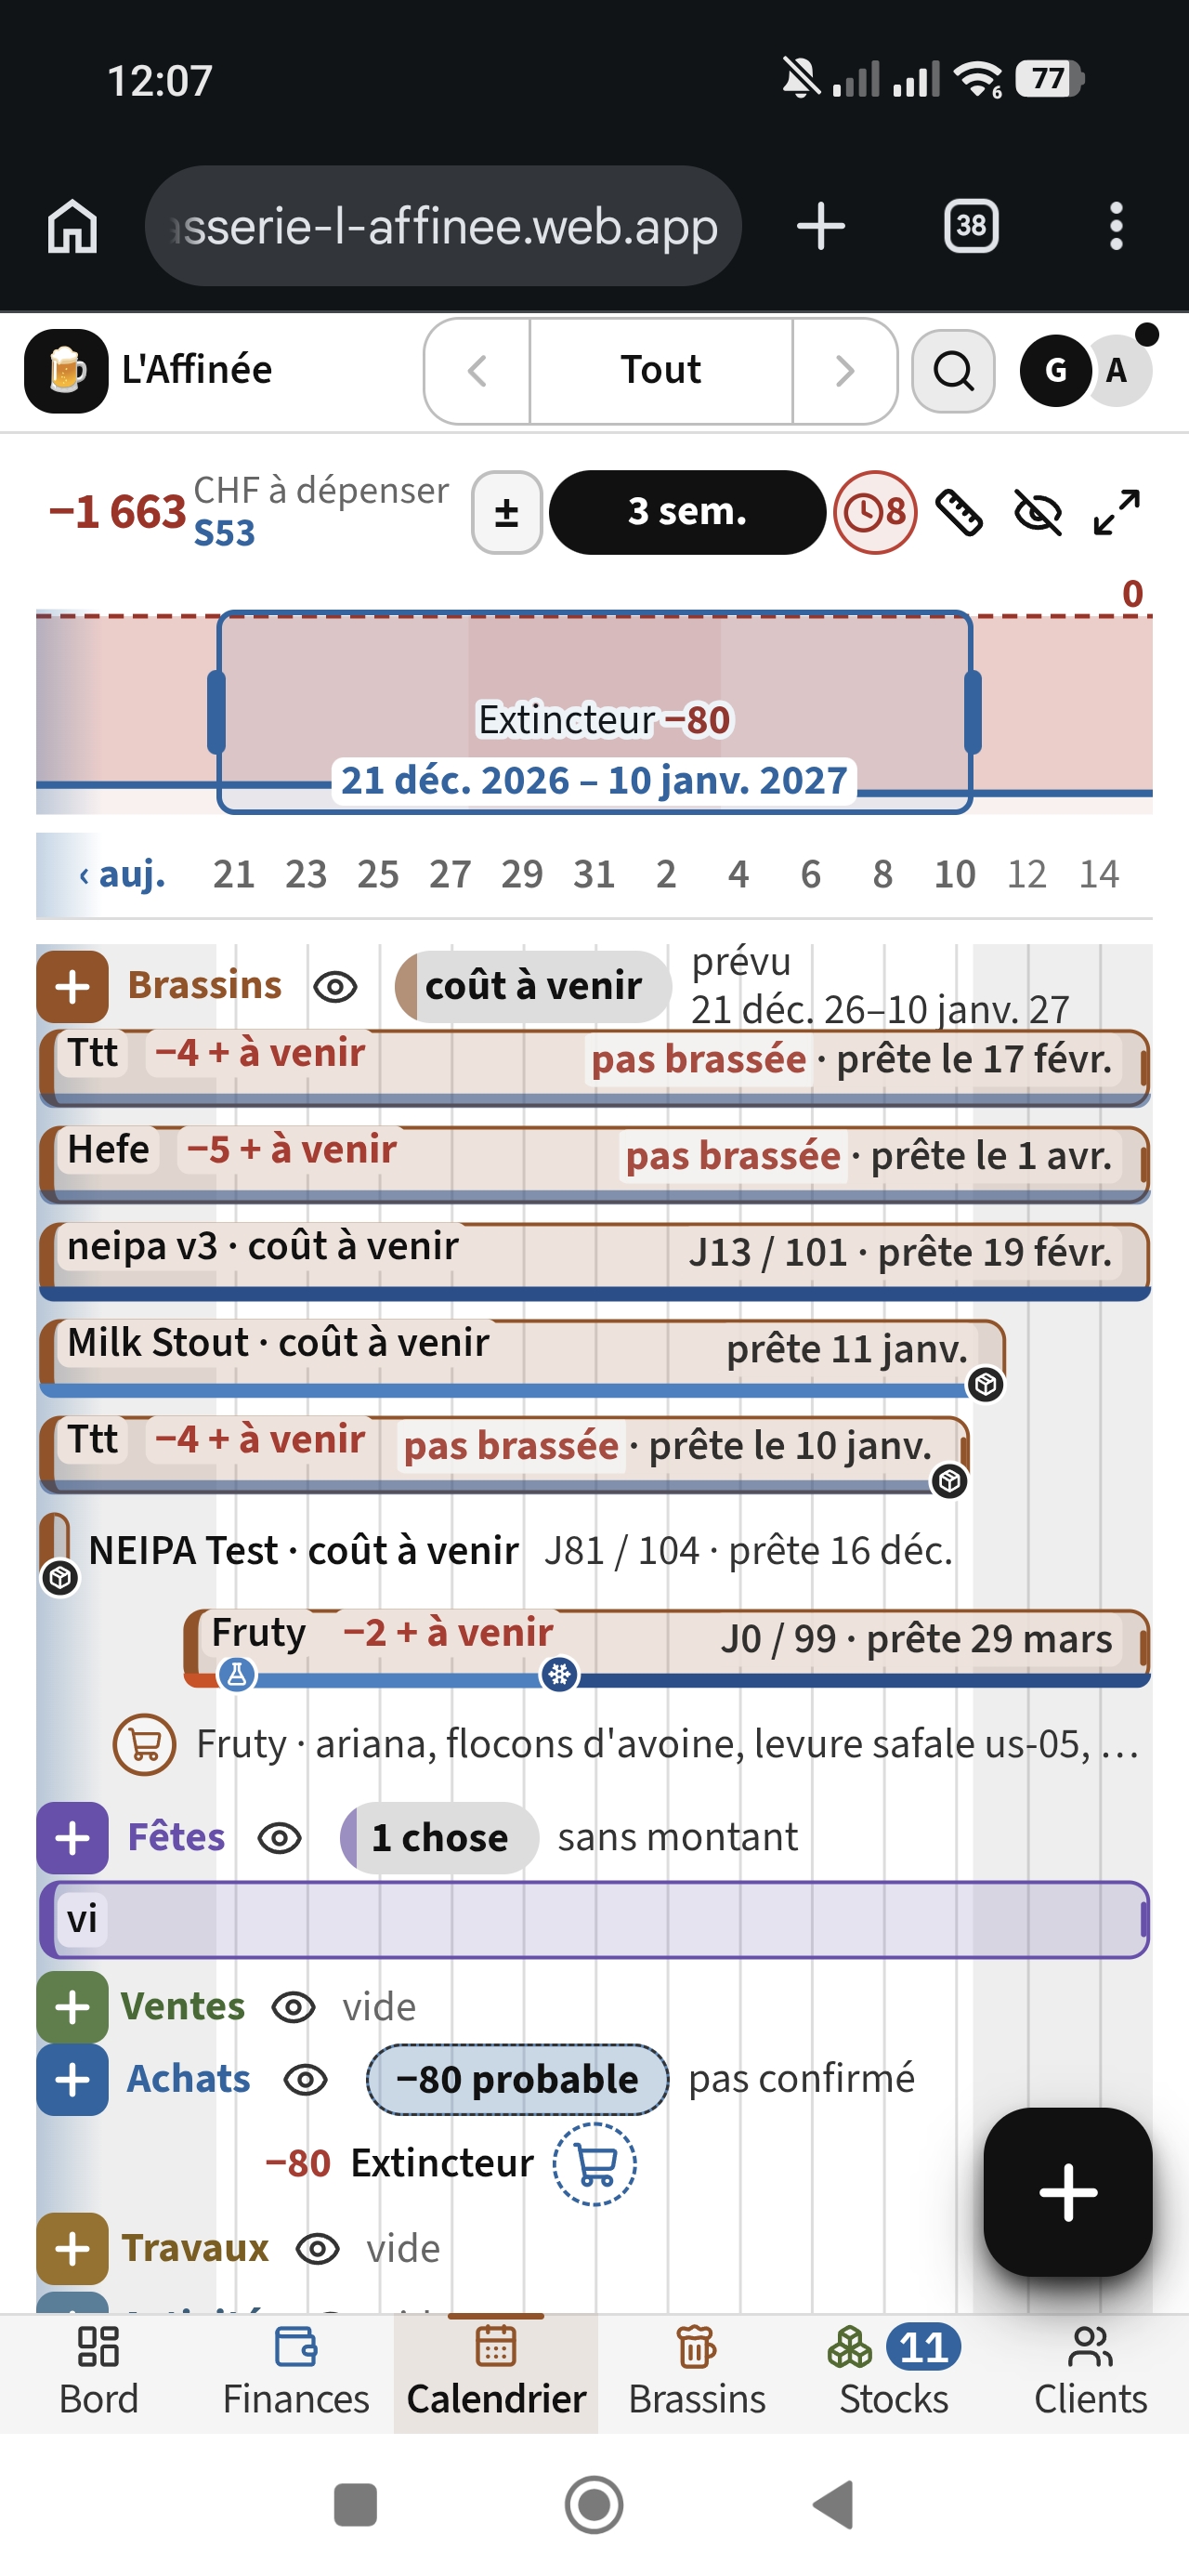 12:07
6
77
asserie-l-affinee.web.app
38
L'Affinée
Tout
G
A
−1 663
CHF à dépenser
S53
±
3 sem.
8
0
Extincteur −80
21 déc. 2026 – 10 janv. 2027
‹ auj. 21 23 25 27 29 31 2 4 6 8 10 12 14
Brassins
coût à venir
prévu
21 déc. 26–10 janv. 27
Ttt −4 + à venir pas brassée · prête le 17 févr.
Hefe −5 + à venir pas brassée · prête le 1 avr.
neipa v3 · coût à venir J13 / 101 · prête 19 févr.
Milk Stout · coût à venir prête 11 janv.
Ttt −4 + à venir pas brassée · prête le 10 janv.
NEIPA Test · coût à venir J81 / 104 · prête 16 déc.
Fruty −2 + à venir J0 / 99 · prête 29 mars
Fruty · ariana, flocons d'avoine, levure safale us-05, …
Fêtes 1 chose sans montant
vi
Ventes vide
Achats −80 probable pas confirmé
−80 Extincteur
Travaux vide
Bord
Finances
Calendrier
Brassins
11
Stocks
Clients